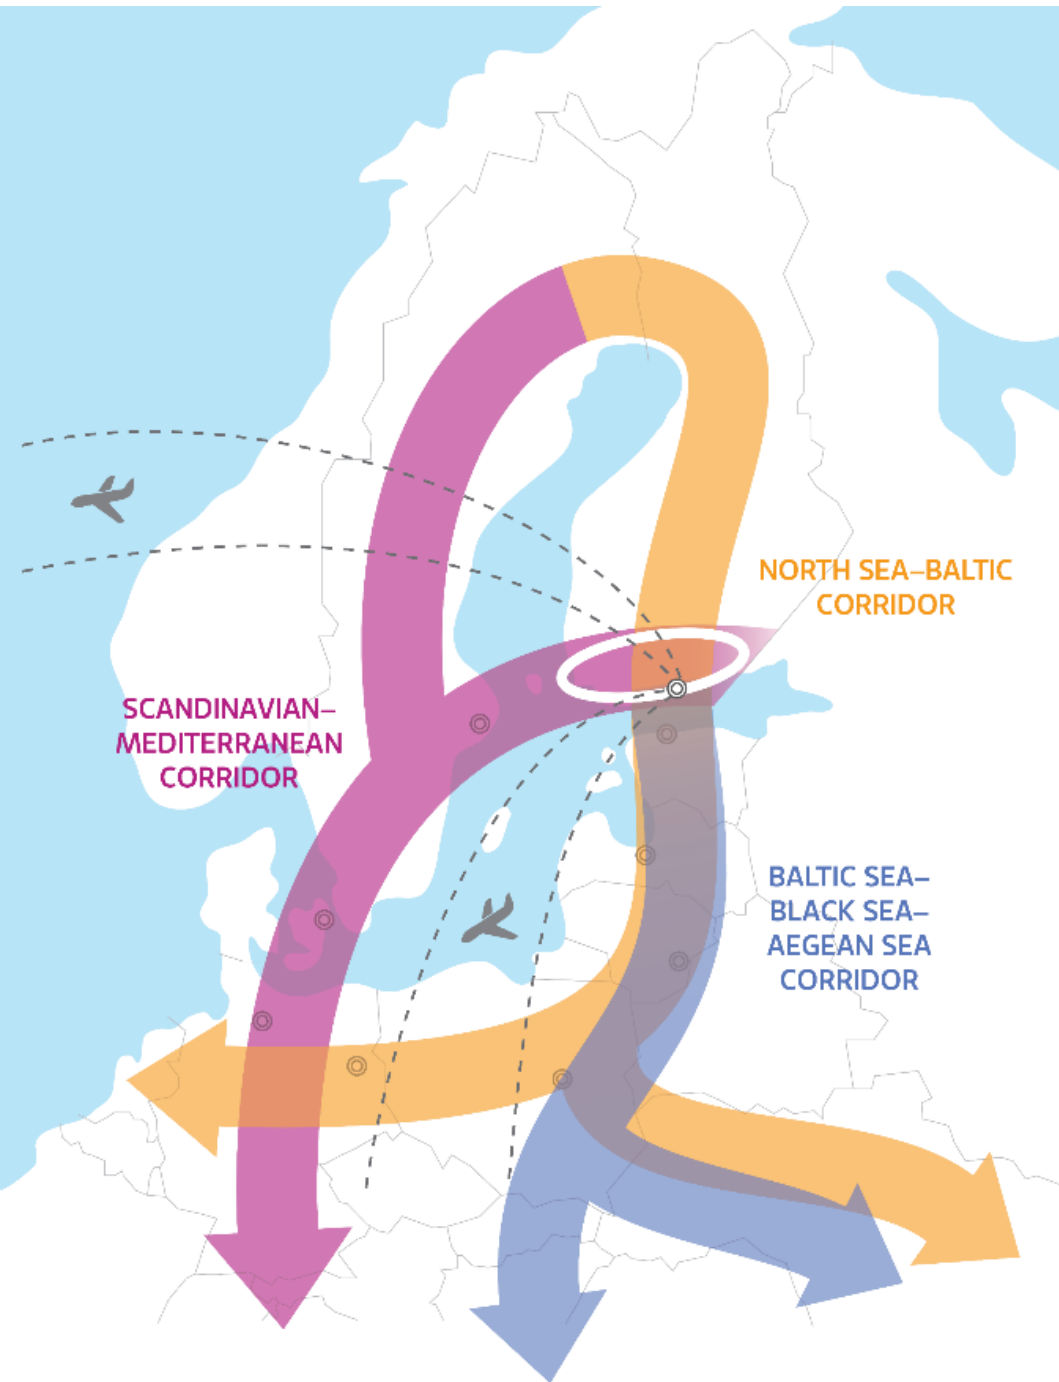 NORTH SEA–BALTIC
CORRIDOR
SCANDINAVIAN–
MEDITERRANEAN
CORRIDOR
BALTIC SEA–
BLACK SEA–
AEGEAN SEA
CORRIDOR